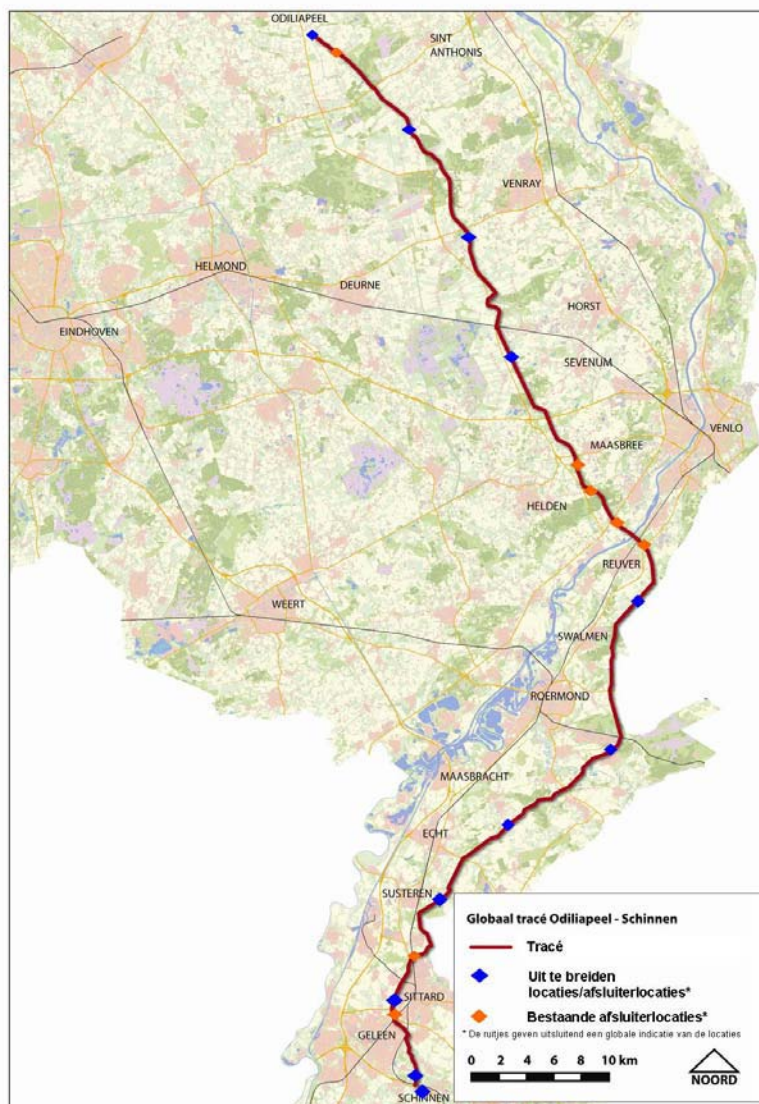 ODILIAPEEL
SINT
ANTHONIS
VENRAY
HELMOND
DEURNE
EINDHOVEN
HORST
SEVENUM
VENLO
MAASBREE
HELDEN
REUVER
WEERT
SWALMEN
ROERMOND
MAASBRACHT
ECHT
SUSTEREN
SITTARD
GELEEN
SCHINNEN
Globaal tracé Odiliapeel - Schinnen
Tracé
Uit te breiden
locaties/afsluiterlocaties*
Bestaande afsluiterlocaties*
* De ruitjes geven uitsluitend een globale indicatie van de locaties
0 2 4 6 8 10 km
NOORD